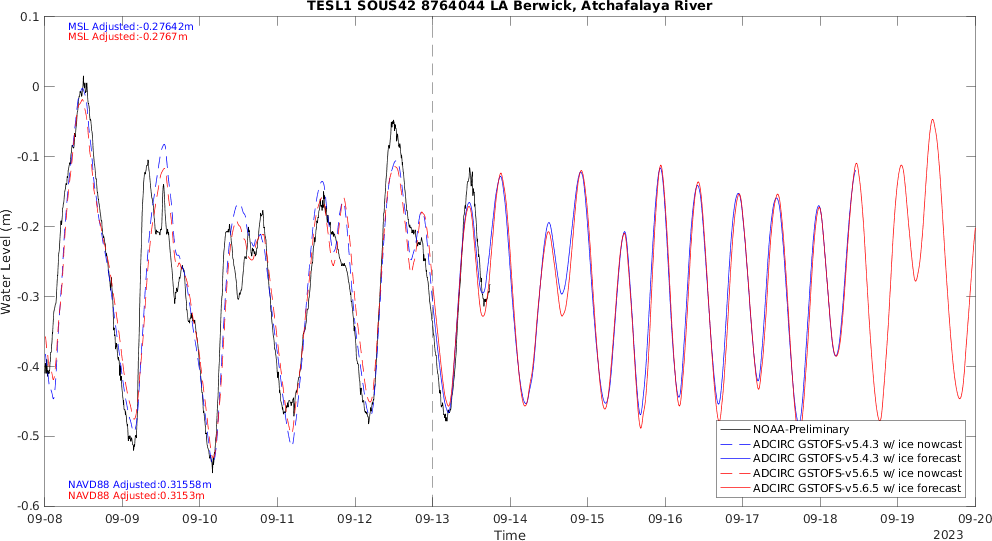 TESL1 SOUS42 8764044 LA Berwick, Atchafalaya River
MSL Adjusted:-0.27642m
MSL Adjusted:-0.2767m
0.1
0
-0.1
-0.2
-0.3
-0.4
-0.5
-0.6
Water Level (m)
NAVD88 Adjusted:0.31558m
NAVD88 Adjusted:0.3153m
NOAA-Preliminary
ADCIRC GSTOFS-v5.4.3 w/ ice nowcast
ADCIRC GSTOFS-v5.4.3 w/ ice forecast
ADCIRC GSTOFS-v5.6.5 w/ ice nowcast
ADCIRC GSTOFS-v5.6.5 w/ ice forecast
09-08 09-09 09-10 09-11 09-12 09-13 09-14 09-15 09-16 09-17 09-18 09-19 09-20
Time
2023